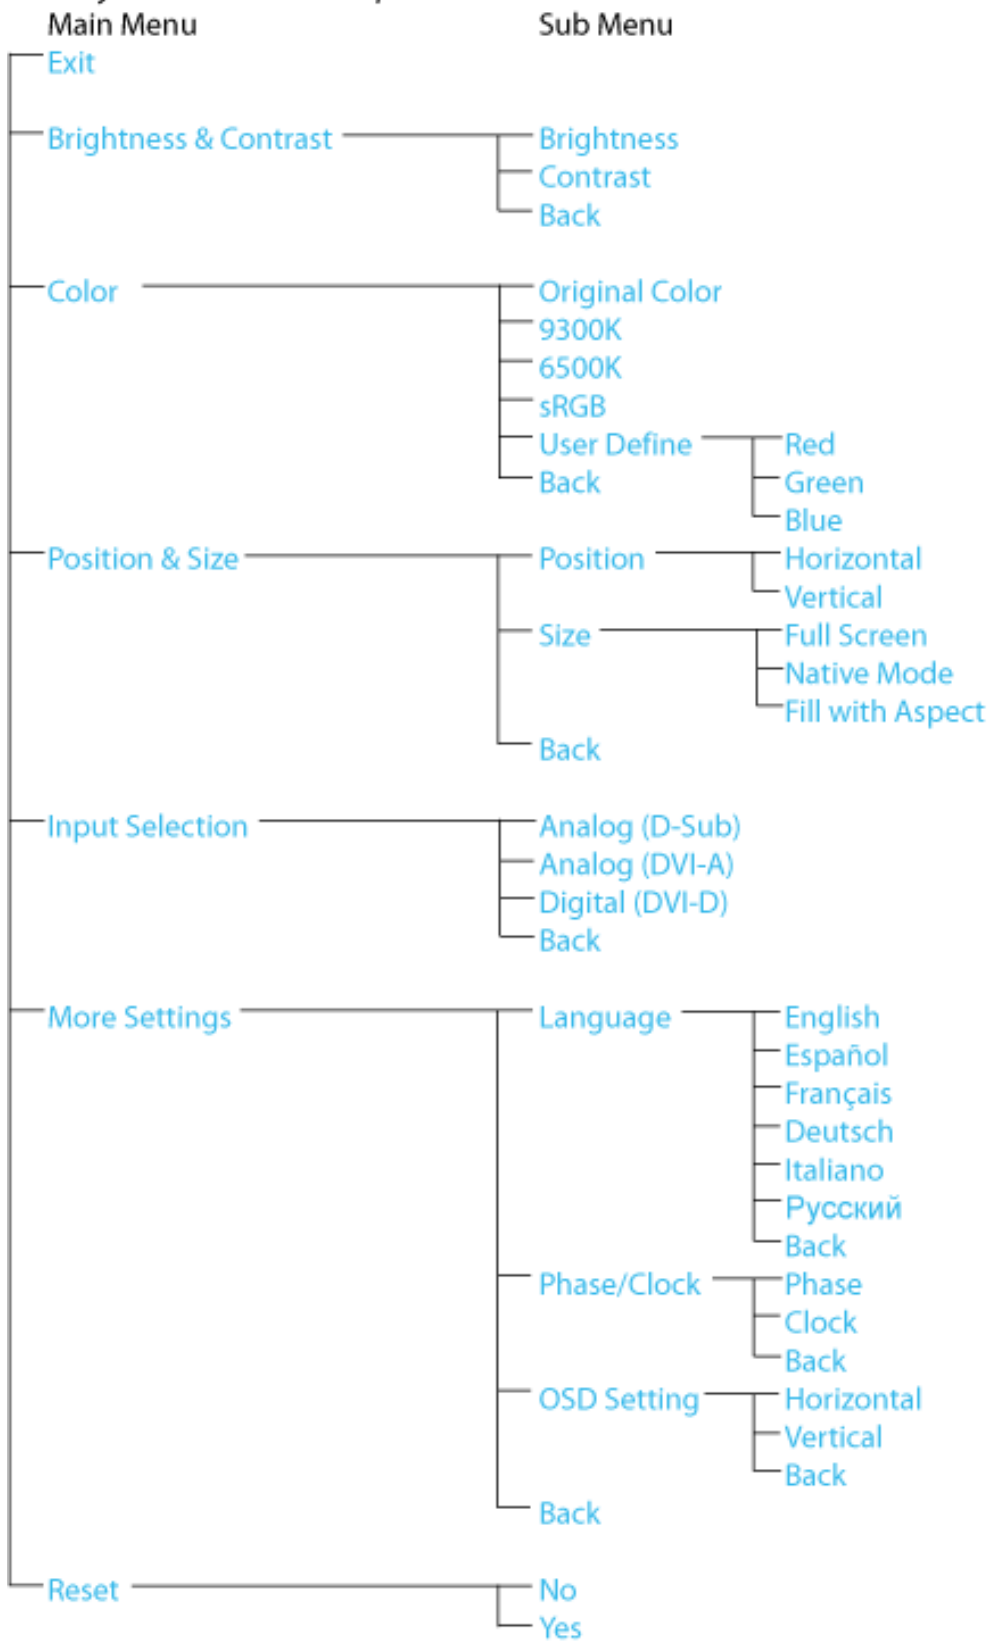 Main Menu Sub Menu
Exit
Brightness & Contrast Brightness
Contrast
Back
Color Original Color
9300K
6500K
sRGB
User Define Red
Back Green
Blue
Position & Size Position Horizontal
Vertical
Size Full Screen
Native Mode
Fill with Aspect
Back
Input Selection Analog (D-Sub)
Analog (DVI-A)
Digital (DVI-D)
Back
More Settings Language English
Español
Français
Deutsch
Italiano
Русский
Back
Phase/Clock Phase
Clock
Back
OSD Setting Horizontal
Vertical
Back
Back
Reset No
Yes